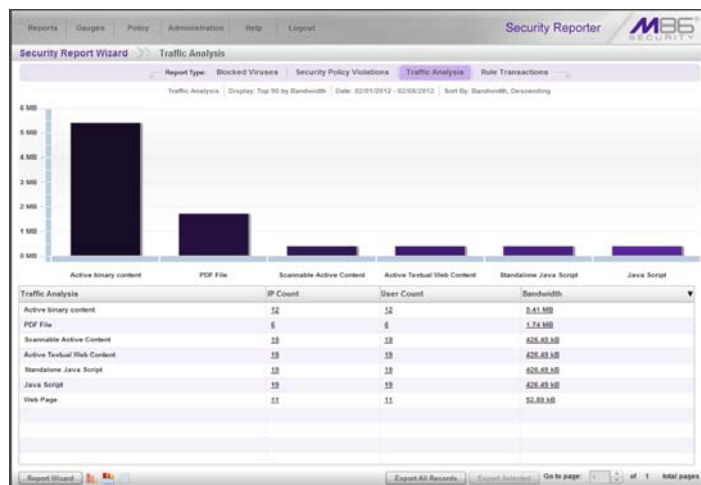 Reports Gauges Policy Administration Help Logout Security Reporter M86 SECURITY
Security Report Wizard Traffic Analysis
Report Type: Blocked Viruses Security Policy Violations Traffic Analysis Rule Transactions
Traffic Analysis Display: Top 50 by Bandwidth Date: 02/01/2012 - 02/08/2012 Sort By: Bandwidth, Descending
6 MB
5 MB
4 MB
3 MB
2 MB
1 MB
0 MB
Active binary content PDF File Scannable Active Content Active Textual Web Content Standalone Java Script Java Script
Traffic Analysis IP Count User Count Bandwidth
Active binary content 12 12 5.41 MB
PDF File 6 6 1.74 MB
Scannable Active Content 19 19 426.49 kB
Active Textual Web Content 19 19 426.49 kB
Standalone Java Script 19 19 426.49 kB
Java Script 19 19 426.49 kB
Web Page 11 11 52.89 kB
Report Wizard Export All Records Export Selected Go to page: of 1 total pages